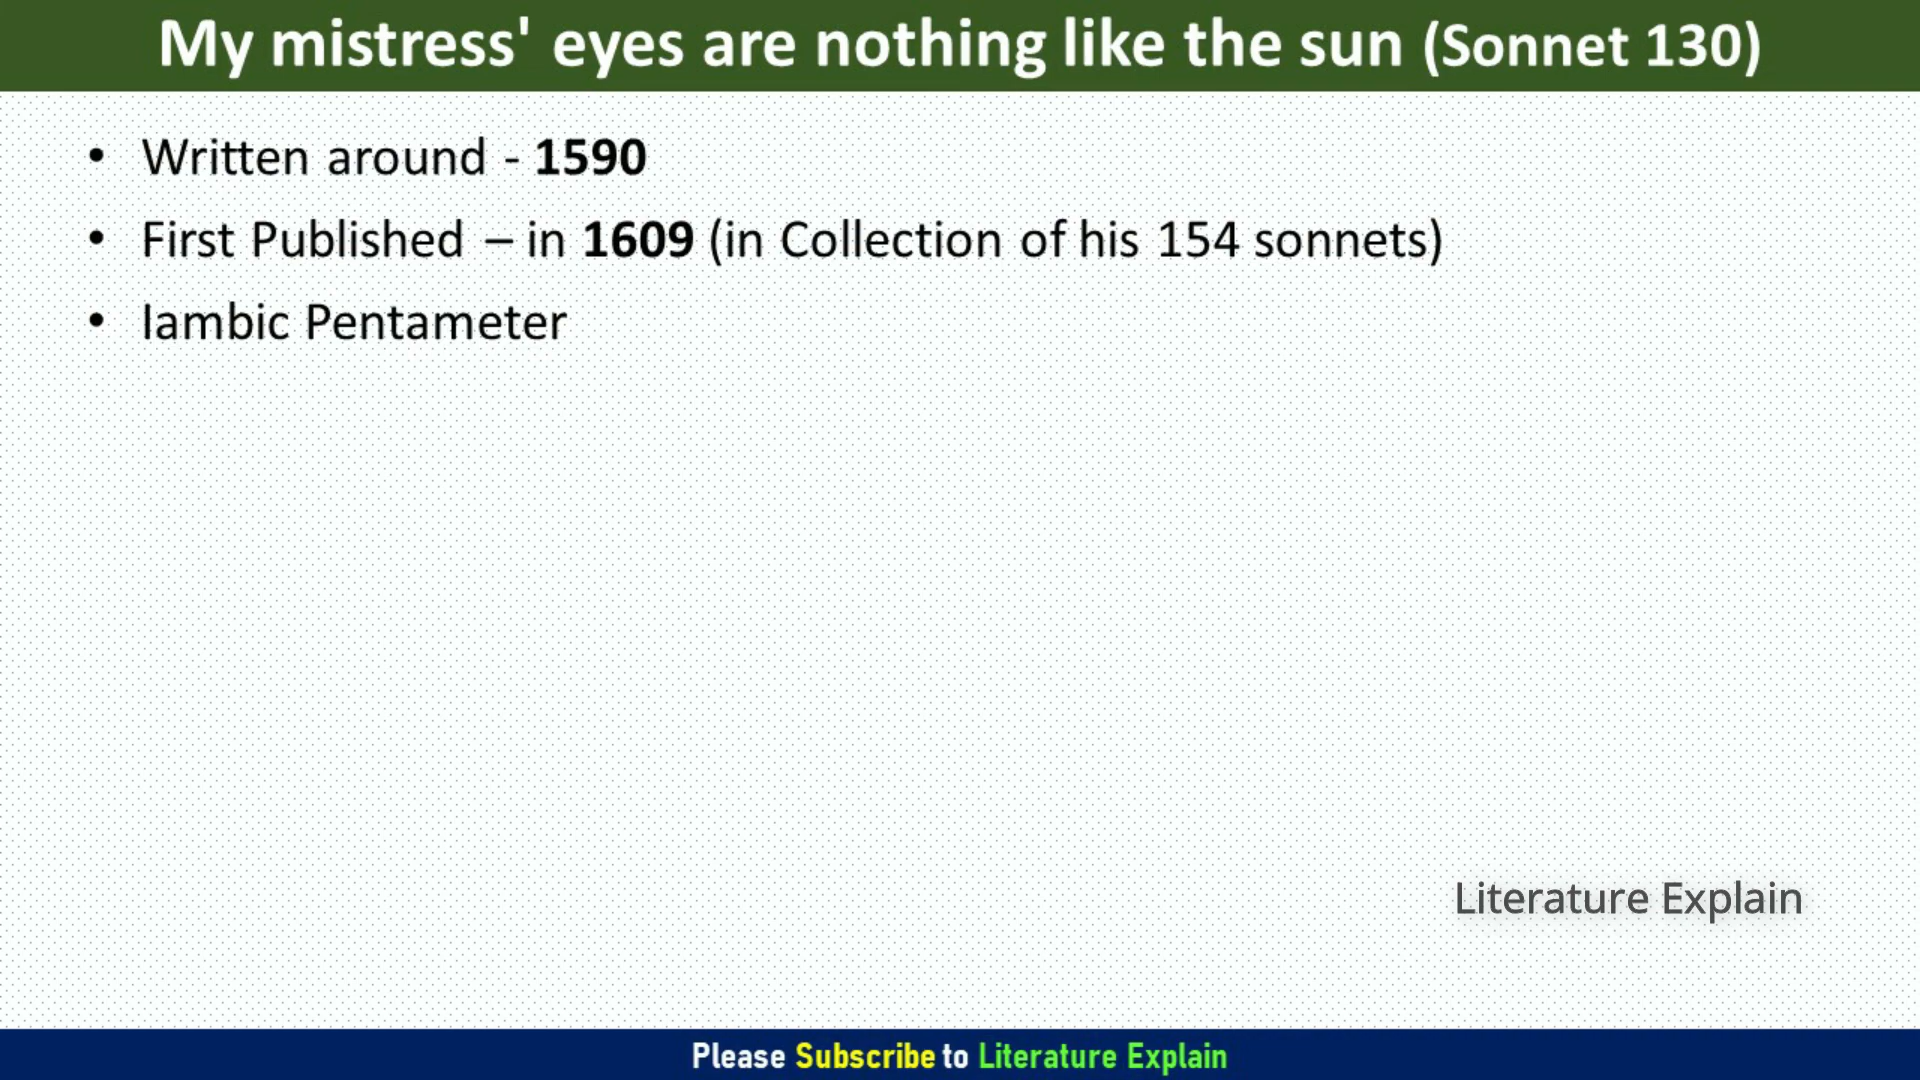 My mistress' eyes are nothing like the sun (Sonnet 130)
• Written around - 1590
• First Published – in 1609 (in Collection of his 154 sonnets)
• Iambic Pentameter
Literature Explain
Please Subscribe to Literature Explain